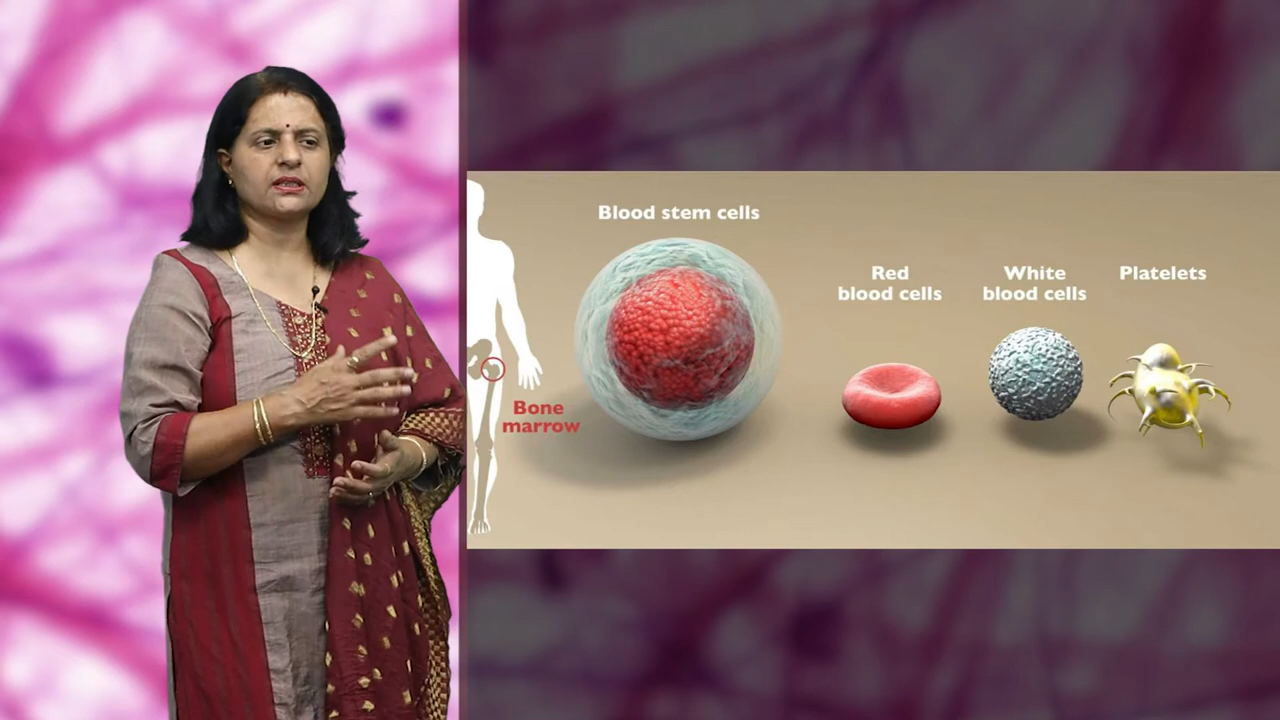 Blood stem cells
Red
blood cells
White
blood cells
Platelets
Bone
marrow